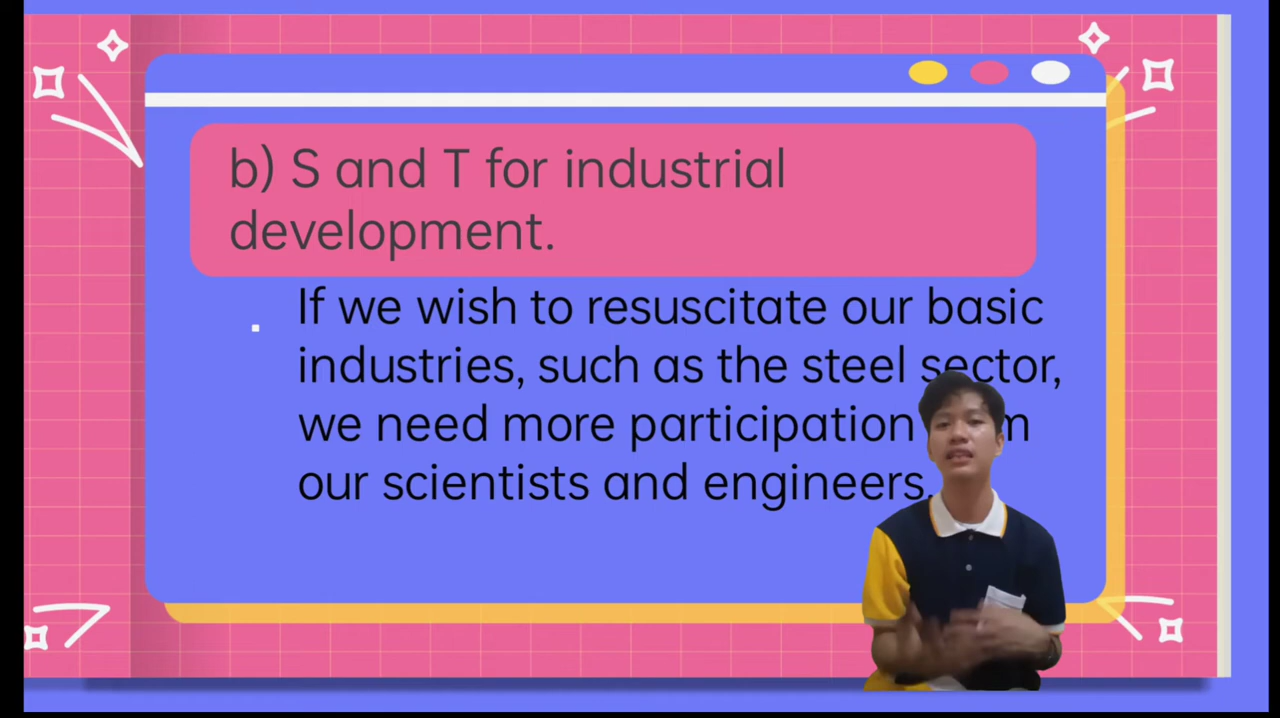 b) S and T for industrial
development.
If we wish to resuscitate our basic
industries, such as the steel sector,
we need more participation
our scientists and engineers.